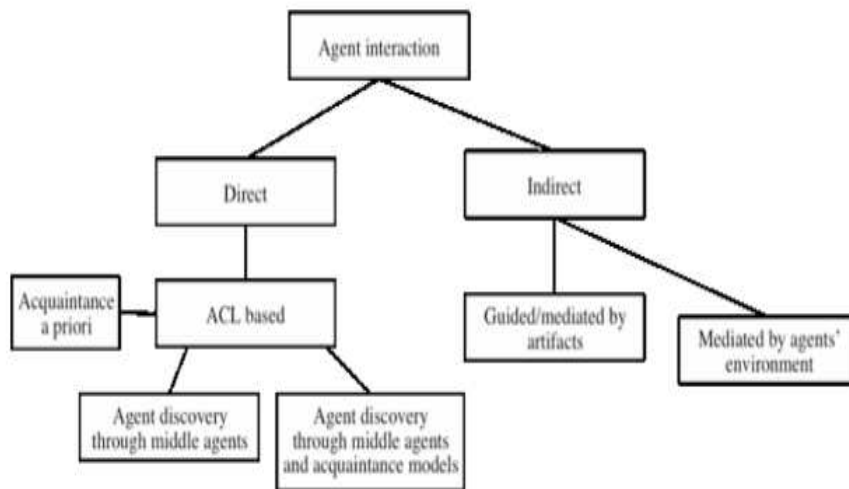 Agent interaction
Direct
Indirect
Acquaintance
a priori
ACL based
Guided/mediated by
artifacts
Mediated by agents’
environment
Agent discovery
through middle agents
Agent discovery
through middle agents
and acquaintance models